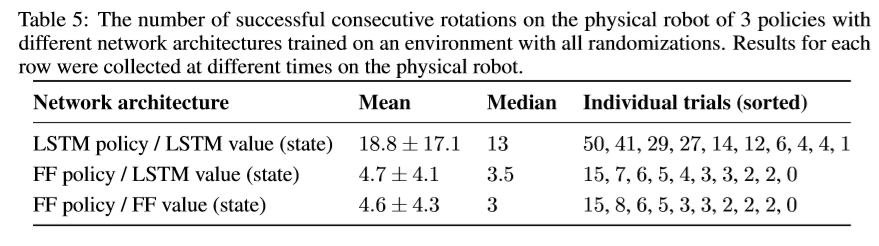 Table 5: The number of successful consecutive rotations on the physical robot of 3 policies with
different network architectures trained on an environment with all randomizations. Results for each
row were collected at different times on the physical robot.
Network architecture Mean Median Individual trials (sorted)
LSTM policy / LSTM value (state) 18.8 ± 17.1 13 50, 41, 29, 27, 14, 12, 6, 4, 4, 1
FF policy / LSTM value (state) 4.7 ± 4.1 3.5 15, 7, 6, 5, 4, 3, 3, 2, 2, 0
FF policy / FF value (state) 4.6 ± 4.3 3 15, 8, 6, 5, 3, 3, 2, 2, 2, 0